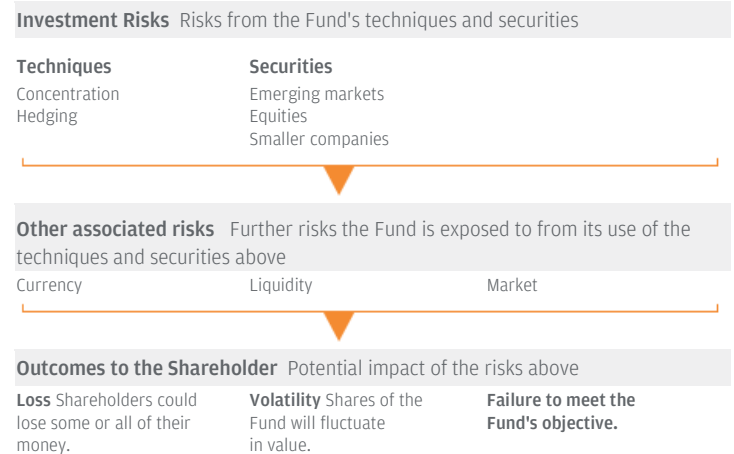 Investment Risks Risks from the Fund's techniques and securities
Techniques
Concentration
Hedging
Securities
Emerging markets
Equities
Smaller companies
Other associated risks Further risks the Fund is exposed to from its use of the
techniques and securities above
Currency
Liquidity
Market
Outcomes to the Shareholder Potential impact of the risks above
Loss Shareholders could
lose some or all of their
money.
Volatility Shares of the
Fund will fluctuate
in value.
Failure to meet the
Fund's objective.